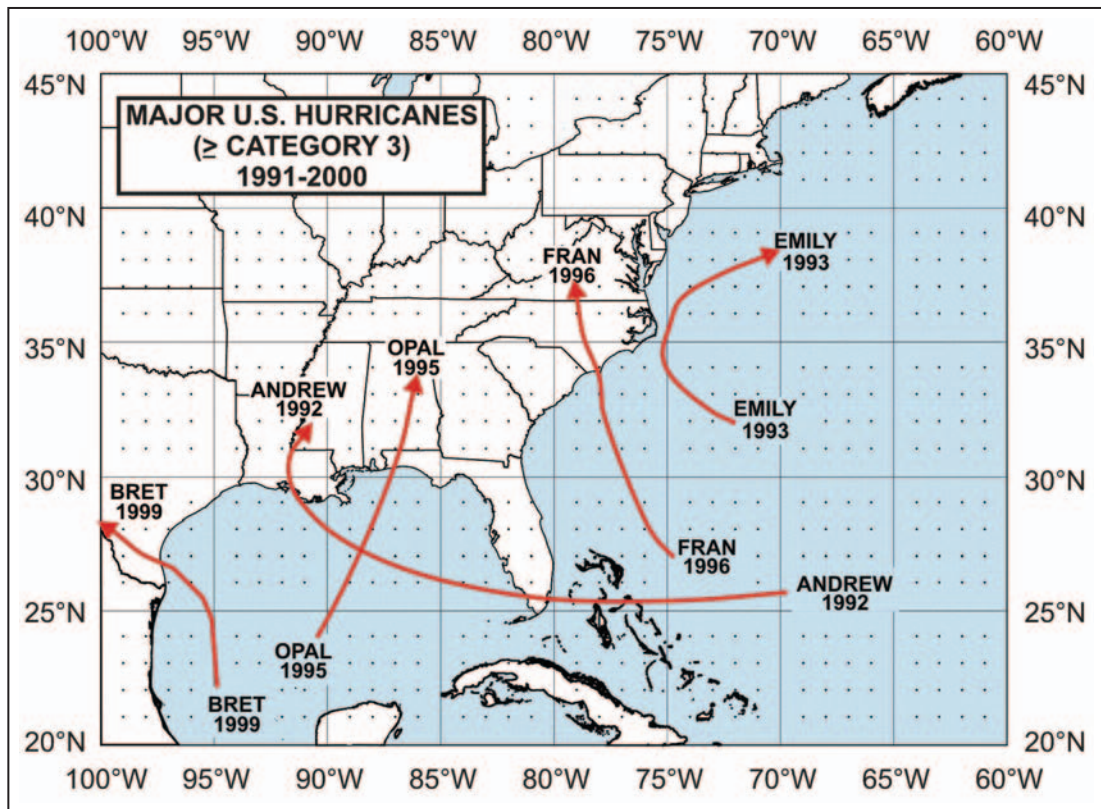 100°W 95°W 90°W 85°W 80°W 75°W 70°W 65°W 60°W
45°N 45°N
MAJOR U.S. HURRICANES
(≥ CATEGORY 3)
1991-2000
40°N 40°N
EMILY
1993
FRAN
1996
35°N 35°N
OPAL
1995
ANDREW
1992
EMILY
1993
30°N 30°N
BRET
1999
FRAN
1996
ANDREW
1992
25°N 25°N
OPAL
1995
BRET
1999
20°N 20°N
100°W 95°W 90°W 85°W 80°W 75°W 70°W 65°W 60°W